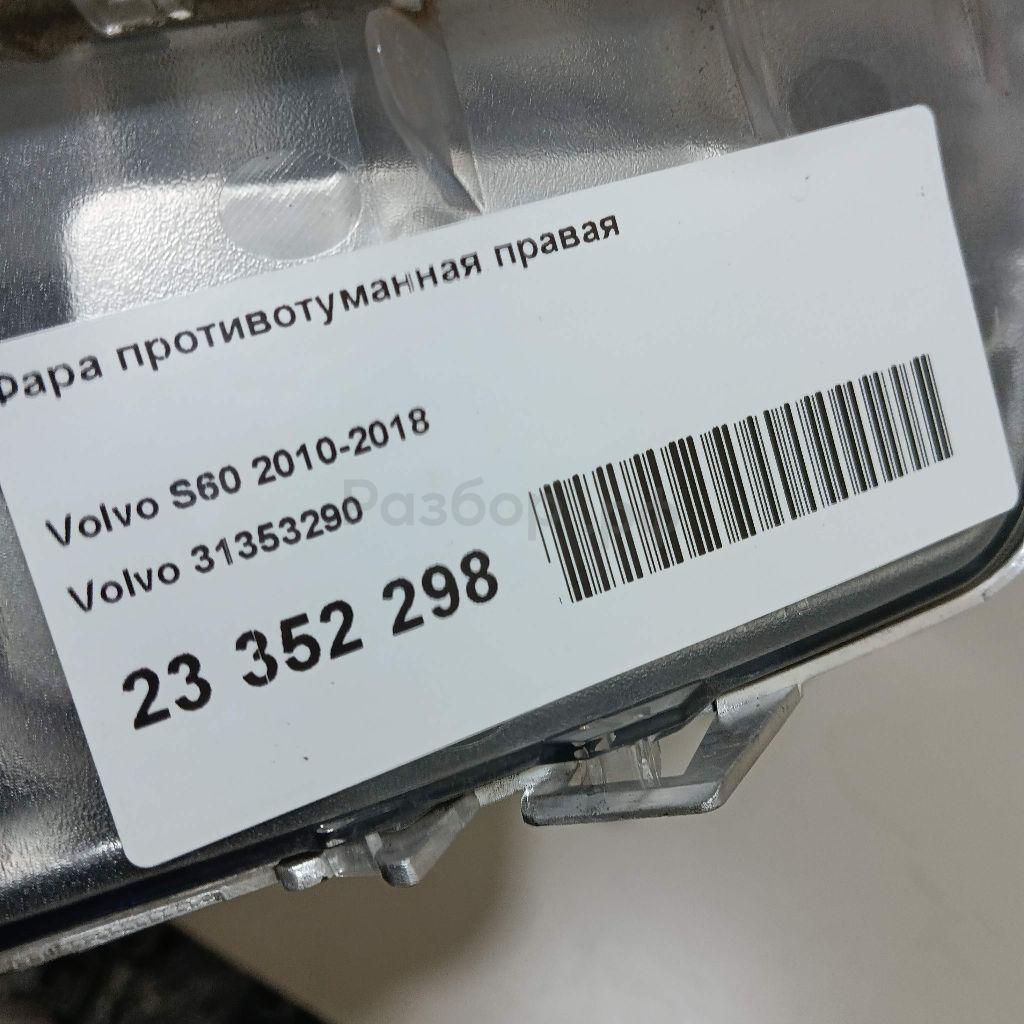 Фара противотуманная правая
Volvo S60 2010-2018
Volvo 31353290
23 352 298